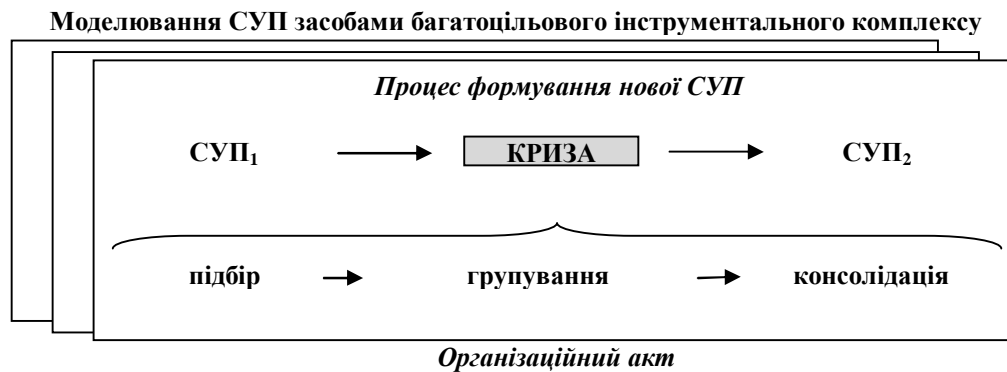 Моделювання СУП засобами багатоцільового інструментального комплексу
Процес формування нової СУП
СУП₁ КРИЗА СУП₂
підбір групування консолідація
Організаційний акт